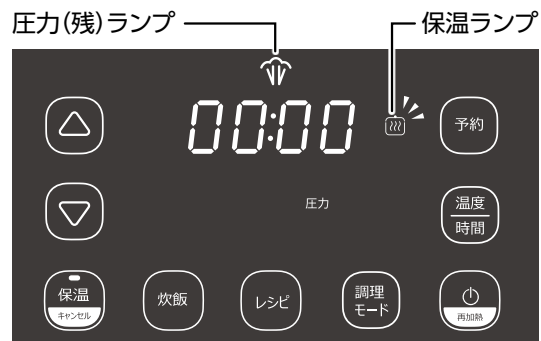 圧力(残)ランプ
保温ランプ
00:00
予約
圧力
温度
時間
保温
キャンセル
炊飯
レシピ
調理
モード
再加熱